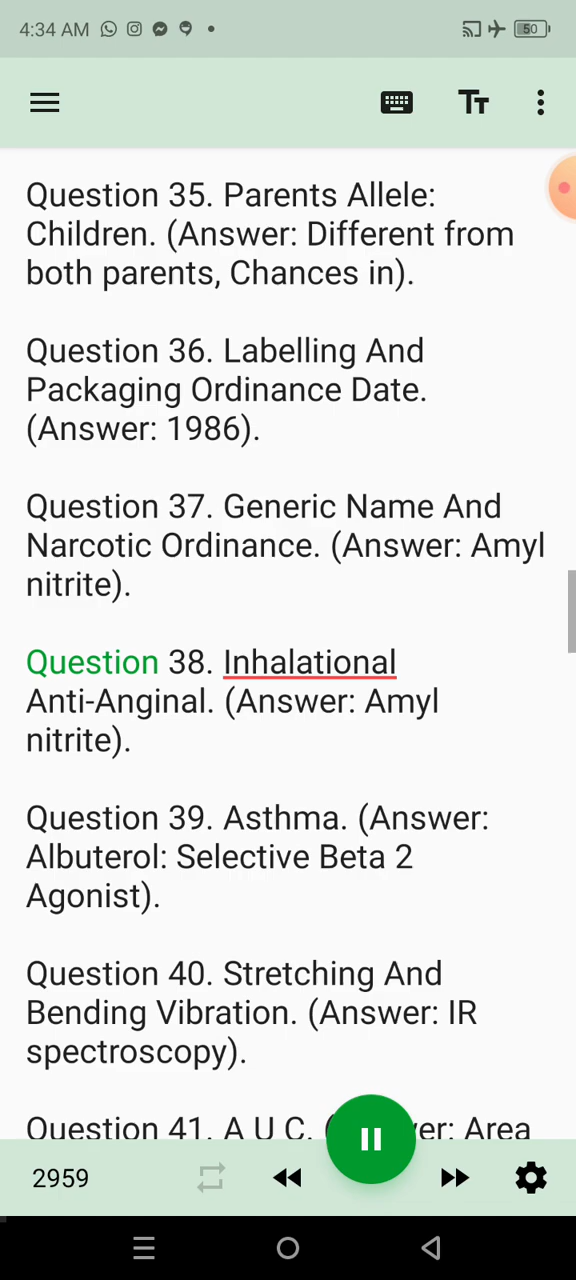 4:34 AM
50
Question 35. Parents Allele:
Children. (Answer: Different from
both parents, Chances in).
Question 36. Labelling And
Packaging Ordinance Date.
(Answer: 1986).
Question 37. Generic Name And
Narcotic Ordinance. (Answer: Amyl
nitrite).
Question 38. Inhalational
Anti-Anginal. (Answer: Amyl
nitrite).
Question 39. Asthma. (Answer:
Albuterol: Selective Beta 2
Agonist).
Question 40. Stretching And
Bending Vibration. (Answer: IR
spectroscopy).
Question 41. A U C. er: Area
2959